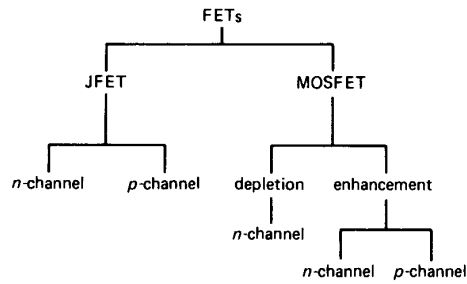 FETs
JFET MOSFET
n-channel p-channel depletion enhancement
n-channel
n-channel p-channel